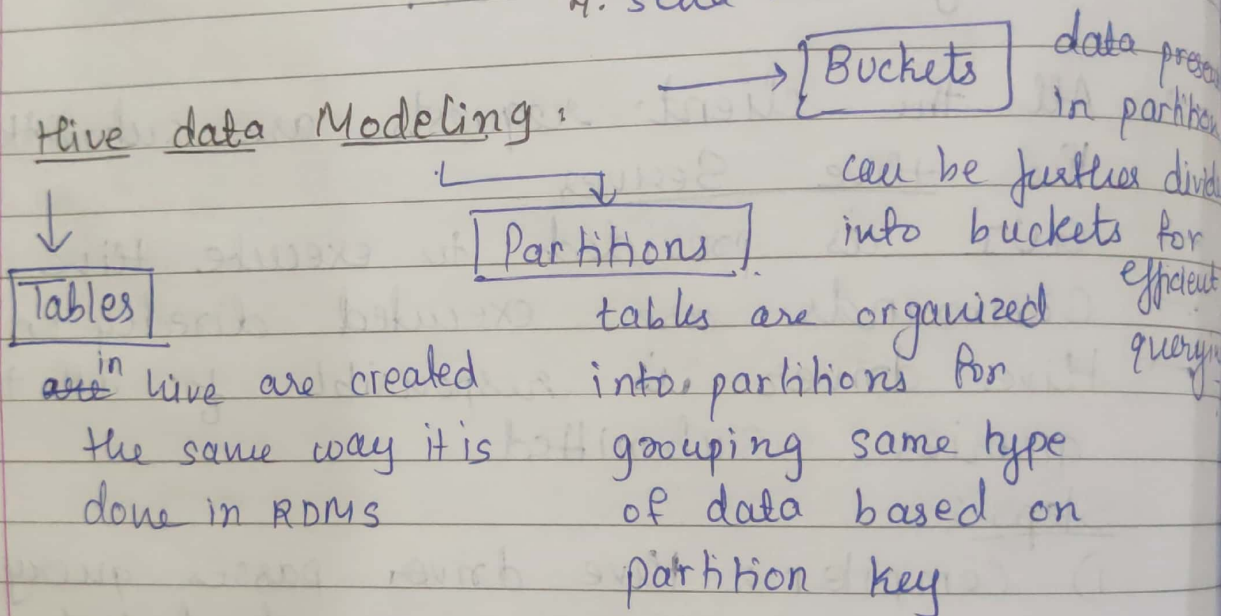 Hive data Modeling:
Buckets
data presen
in partition
can be further divide
into buckets for
efficient
querying
Partitions
tables are organized
into partitions for
grouping same type
of data based on
partition key
Tables
in hive are created
the same way it is
done in RDMS